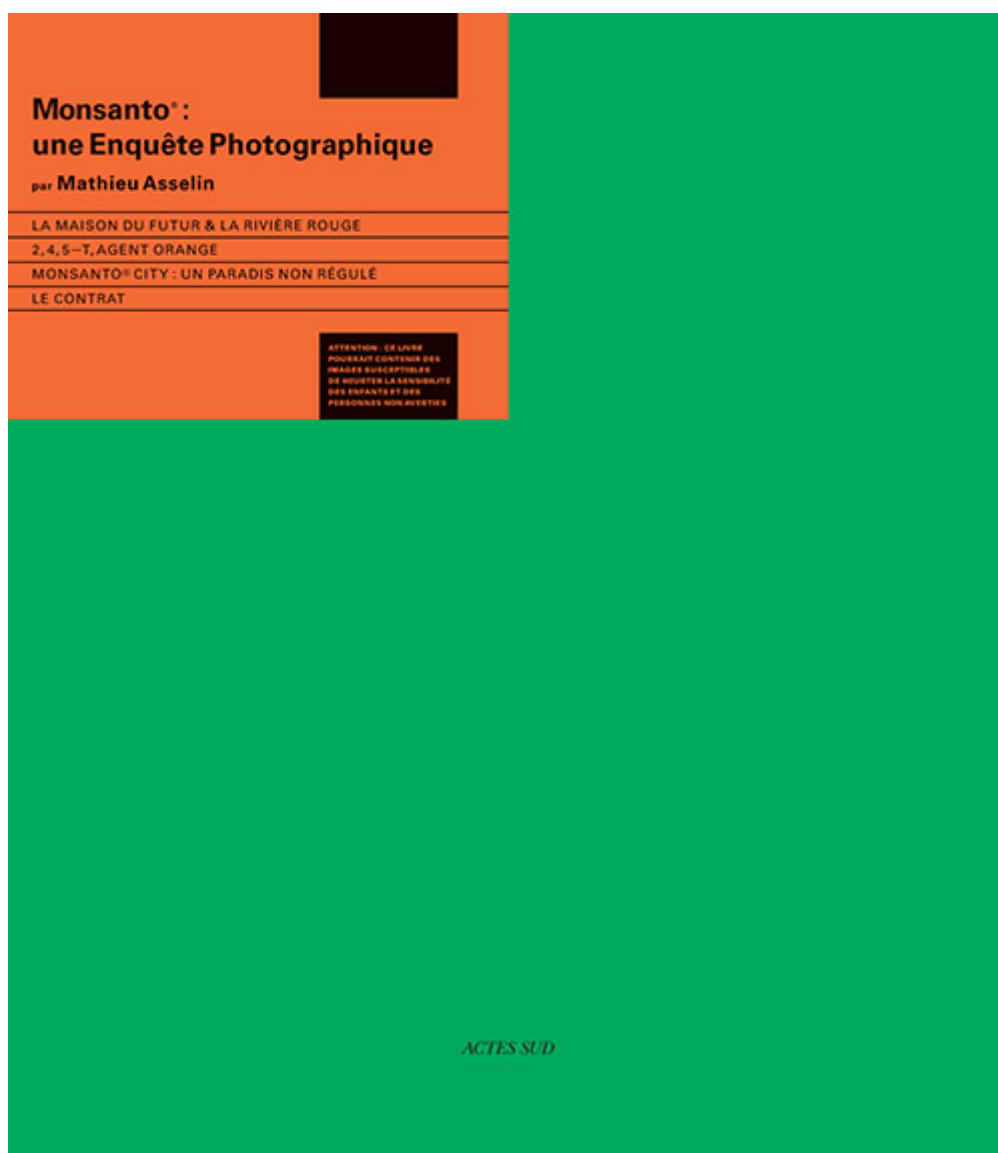 Monsanto® :
une Enquête Photographique
par Mathieu Asselin
LA MAISON DU FUTUR & LA RIVIÈRE ROUGE
2,4,5–T, AGENT ORANGE
MONSANTO® CITY : UN PARADIS NON RÉGULÉ
LE CONTRAT
ATTENTION : CE LIVRE
POURRAIT CONTENIR DES
IMAGES SUSCEPTIBLES
DE HEURTER LA SENSIBILITÉ
DES ENFANTS ET DES
PERSONNES NON AVERTIES
ACTES SUD